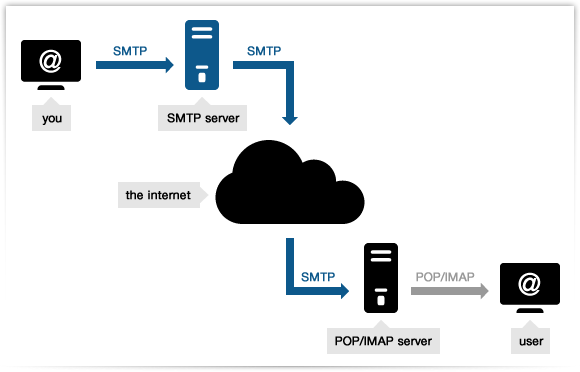 SMTP
SMTP
@
you
SMTP server
the internet
SMTP
POP/IMAP
@
POP/IMAP server
user